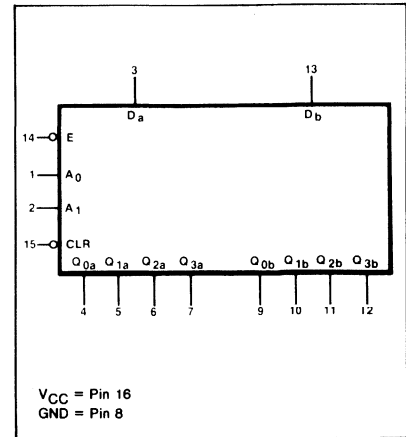 3 13
Da Db
14 E
1 A0
2 A1
15 CLR
Q0a Q1a Q2a Q3a Q0b Q1b Q2b Q3b
4 5 6 7 9 10 11 12
VCC = Pin 16
GND = Pin 8